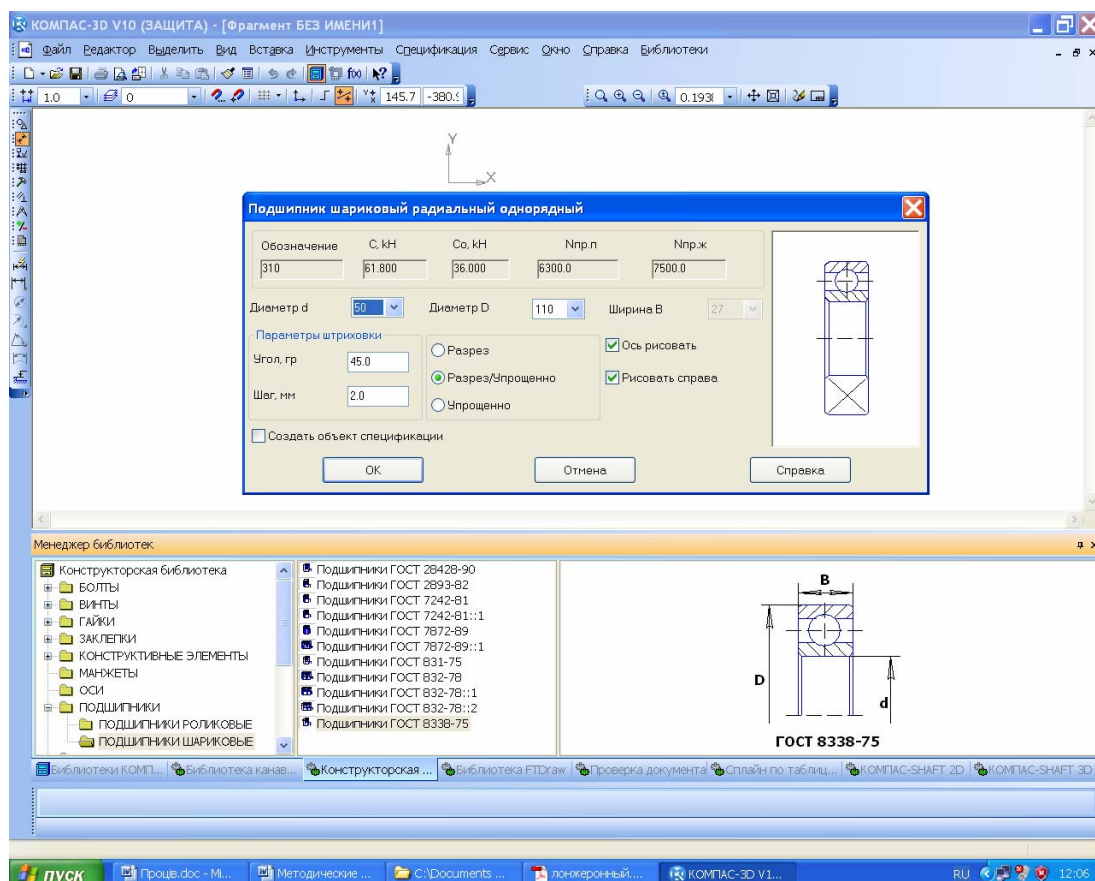 КОМПАС-3D V10 (ЗАЩИТА) - [Фрагмент БЕЗ ИМЕНИ1]
Файл Редактор Выделить Вид Вставка Инструменты Спецификация Сервис Окно Справка Библиотеки
1.0 0 145.7 -380.9 0.193
Y
X
Подшипник шариковый радиальный однорядный
Обозначение C, kH Co, kH Nпр.п Nпр.ж
310 61.800 36.000 6300.0 7500.0
Диаметр d 50 Диаметр D 110 Ширина B 27
Параметры штриховки
Угол, гр 45.0
Шаг, мм 2.0
Разрез
Разрез/Упрощенно
Упрощенно
Ось рисовать
Рисовать справа
Создать объект спецификации
OK Отмена Справка
Менеджер библиотек
Конструкторская библиотека
БОЛТЫ
ВИНТЫ
ГАЙКИ
ЗАКЛЕПКИ
КОНСТРУКТИВНЫЕ ЭЛЕМЕНТЫ
МАНЖЕТЫ
ОСИ
ПОДШИПНИКИ
ПОДШИПНИКИ РОЛИКОВЫЕ
ПОДШИПНИКИ ШАРИКОВЫЕ
Подшипники ГОСТ 28428-90
Подшипники ГОСТ 2893-82
Подшипники ГОСТ 7242-81
Подшипники ГОСТ 7242-81::1
Подшипники ГОСТ 7872-89
Подшипники ГОСТ 7872-89::1
Подшипники ГОСТ 831-75
Подшипники ГОСТ 832-78
Подшипники ГОСТ 832-78::1
Подшипники ГОСТ 832-78::2
Подшипники ГОСТ 8338-75
B
D
d
ГОСТ 8338-75
Библиотеки КОМП... Библиотека канав... Конструкторская ... Библиотека FTDraw Проверка документа Сплайн по таблиц... КОМПАС-SHAFT 2D КОМПАС-SHAFT 3D
пуск Проців.doc - Mi... Методические ... C:\Documents ... лонжеронный.... КОМПАС-3D V1... RU 12:06